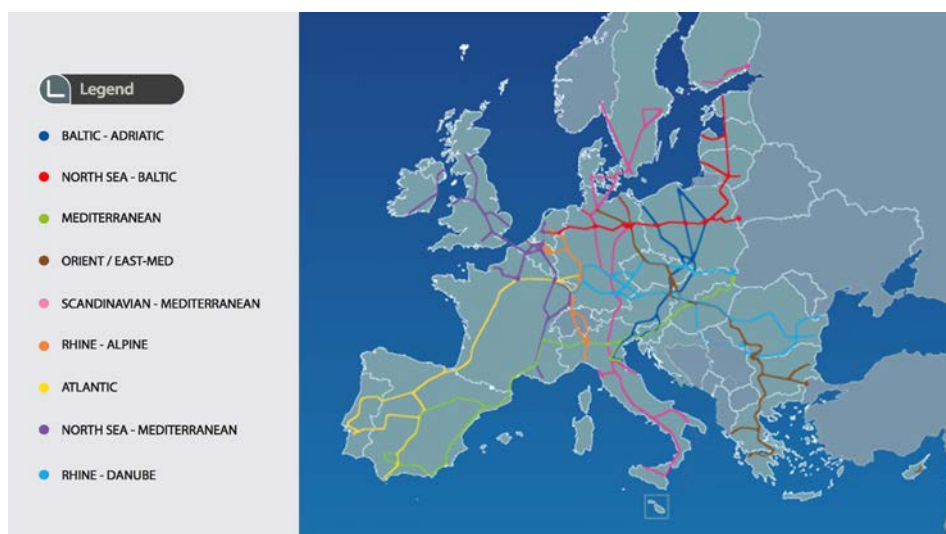 Legend
BALTIC - ADRIATIC
NORTH SEA - BALTIC
MEDITERRANEAN
ORIENT / EAST-MED
SCANDINAVIAN - MEDITERRANEAN
RHINE - ALPINE
ATLANTIC
NORTH SEA - MEDITERRANEAN
RHINE - DANUBE